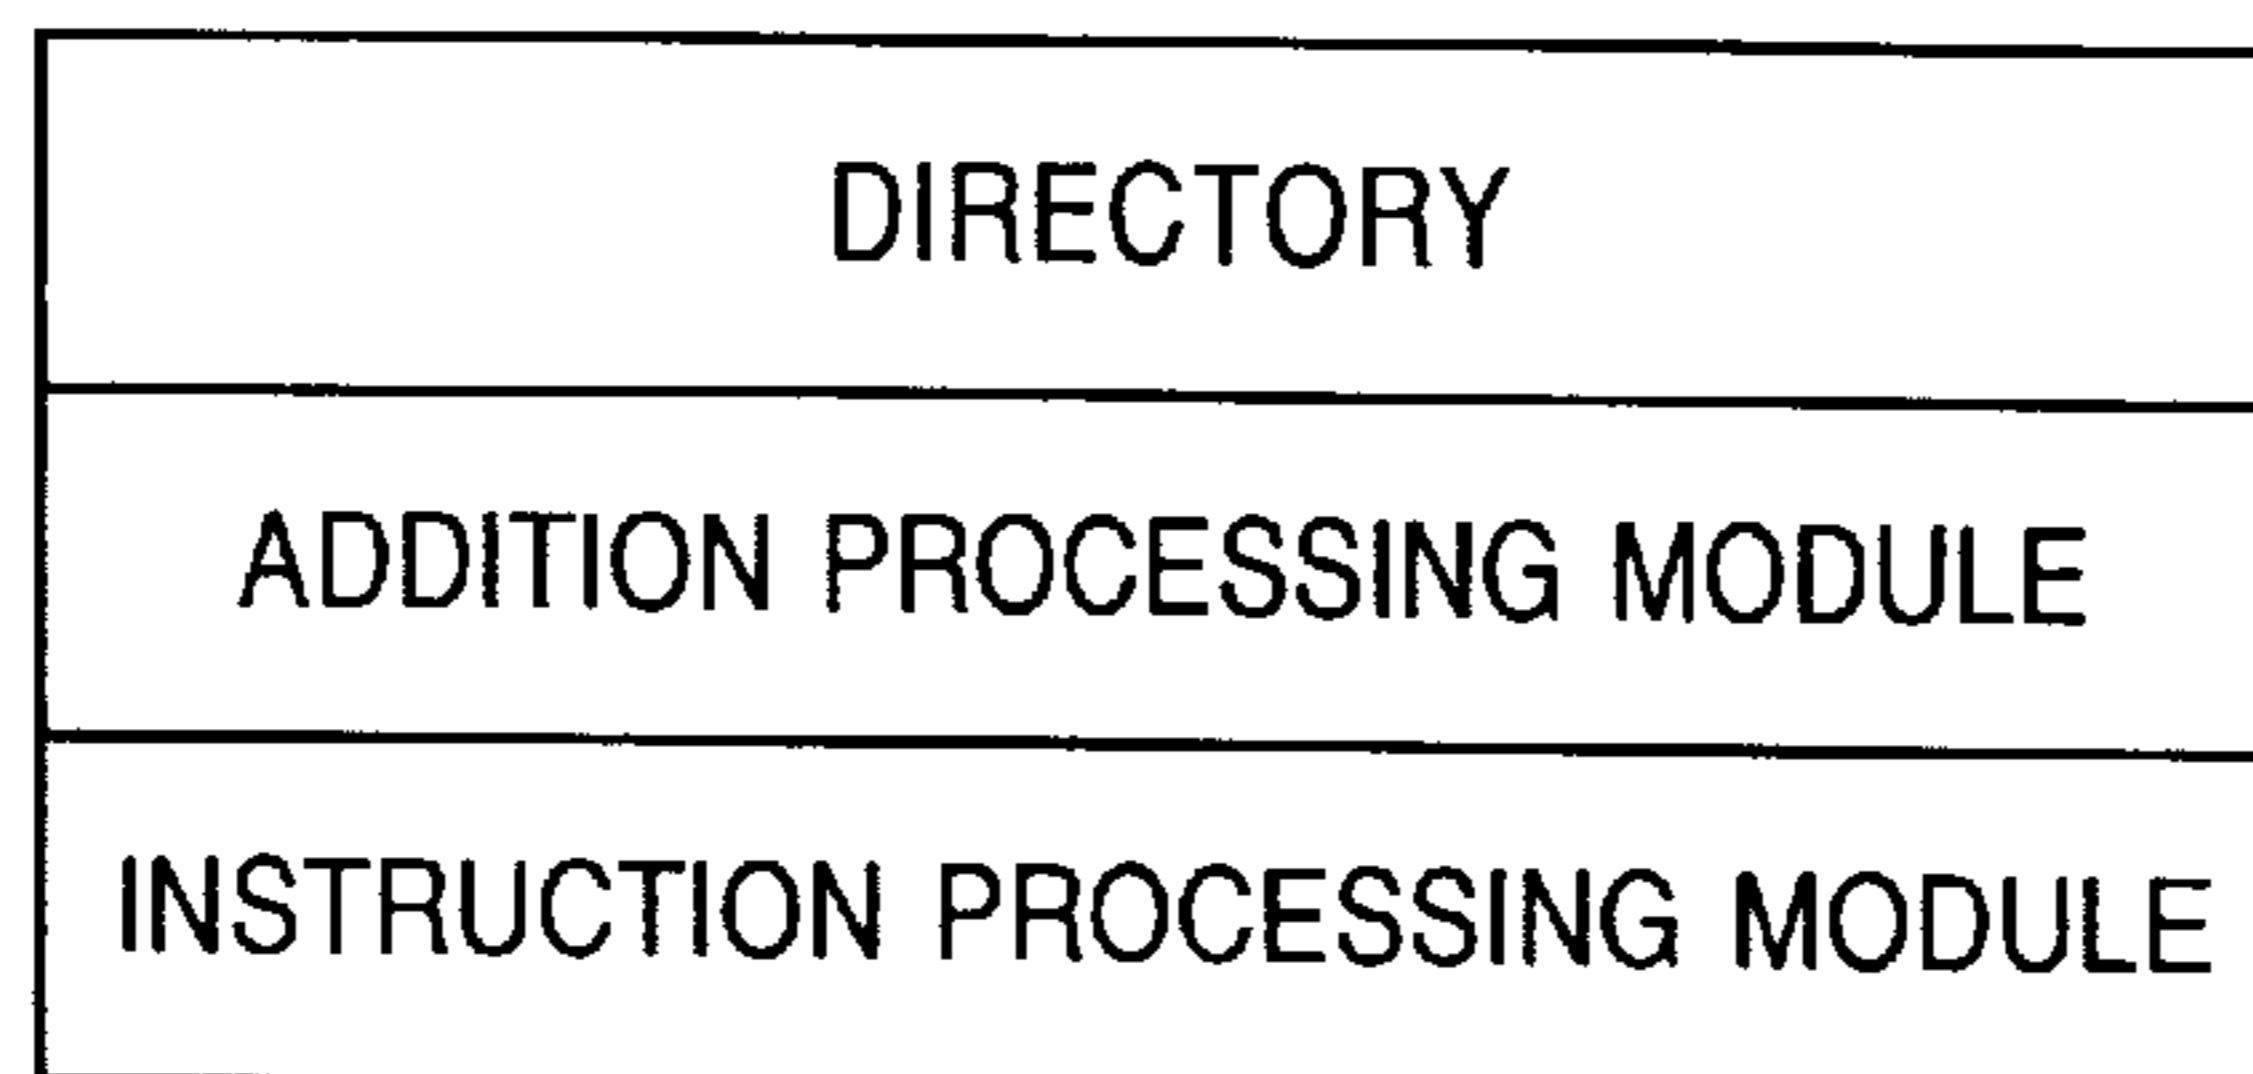 DIRECTORY
ADDITION PROCESSING MODULE
INSTRUCTION PROCESSING MODULE